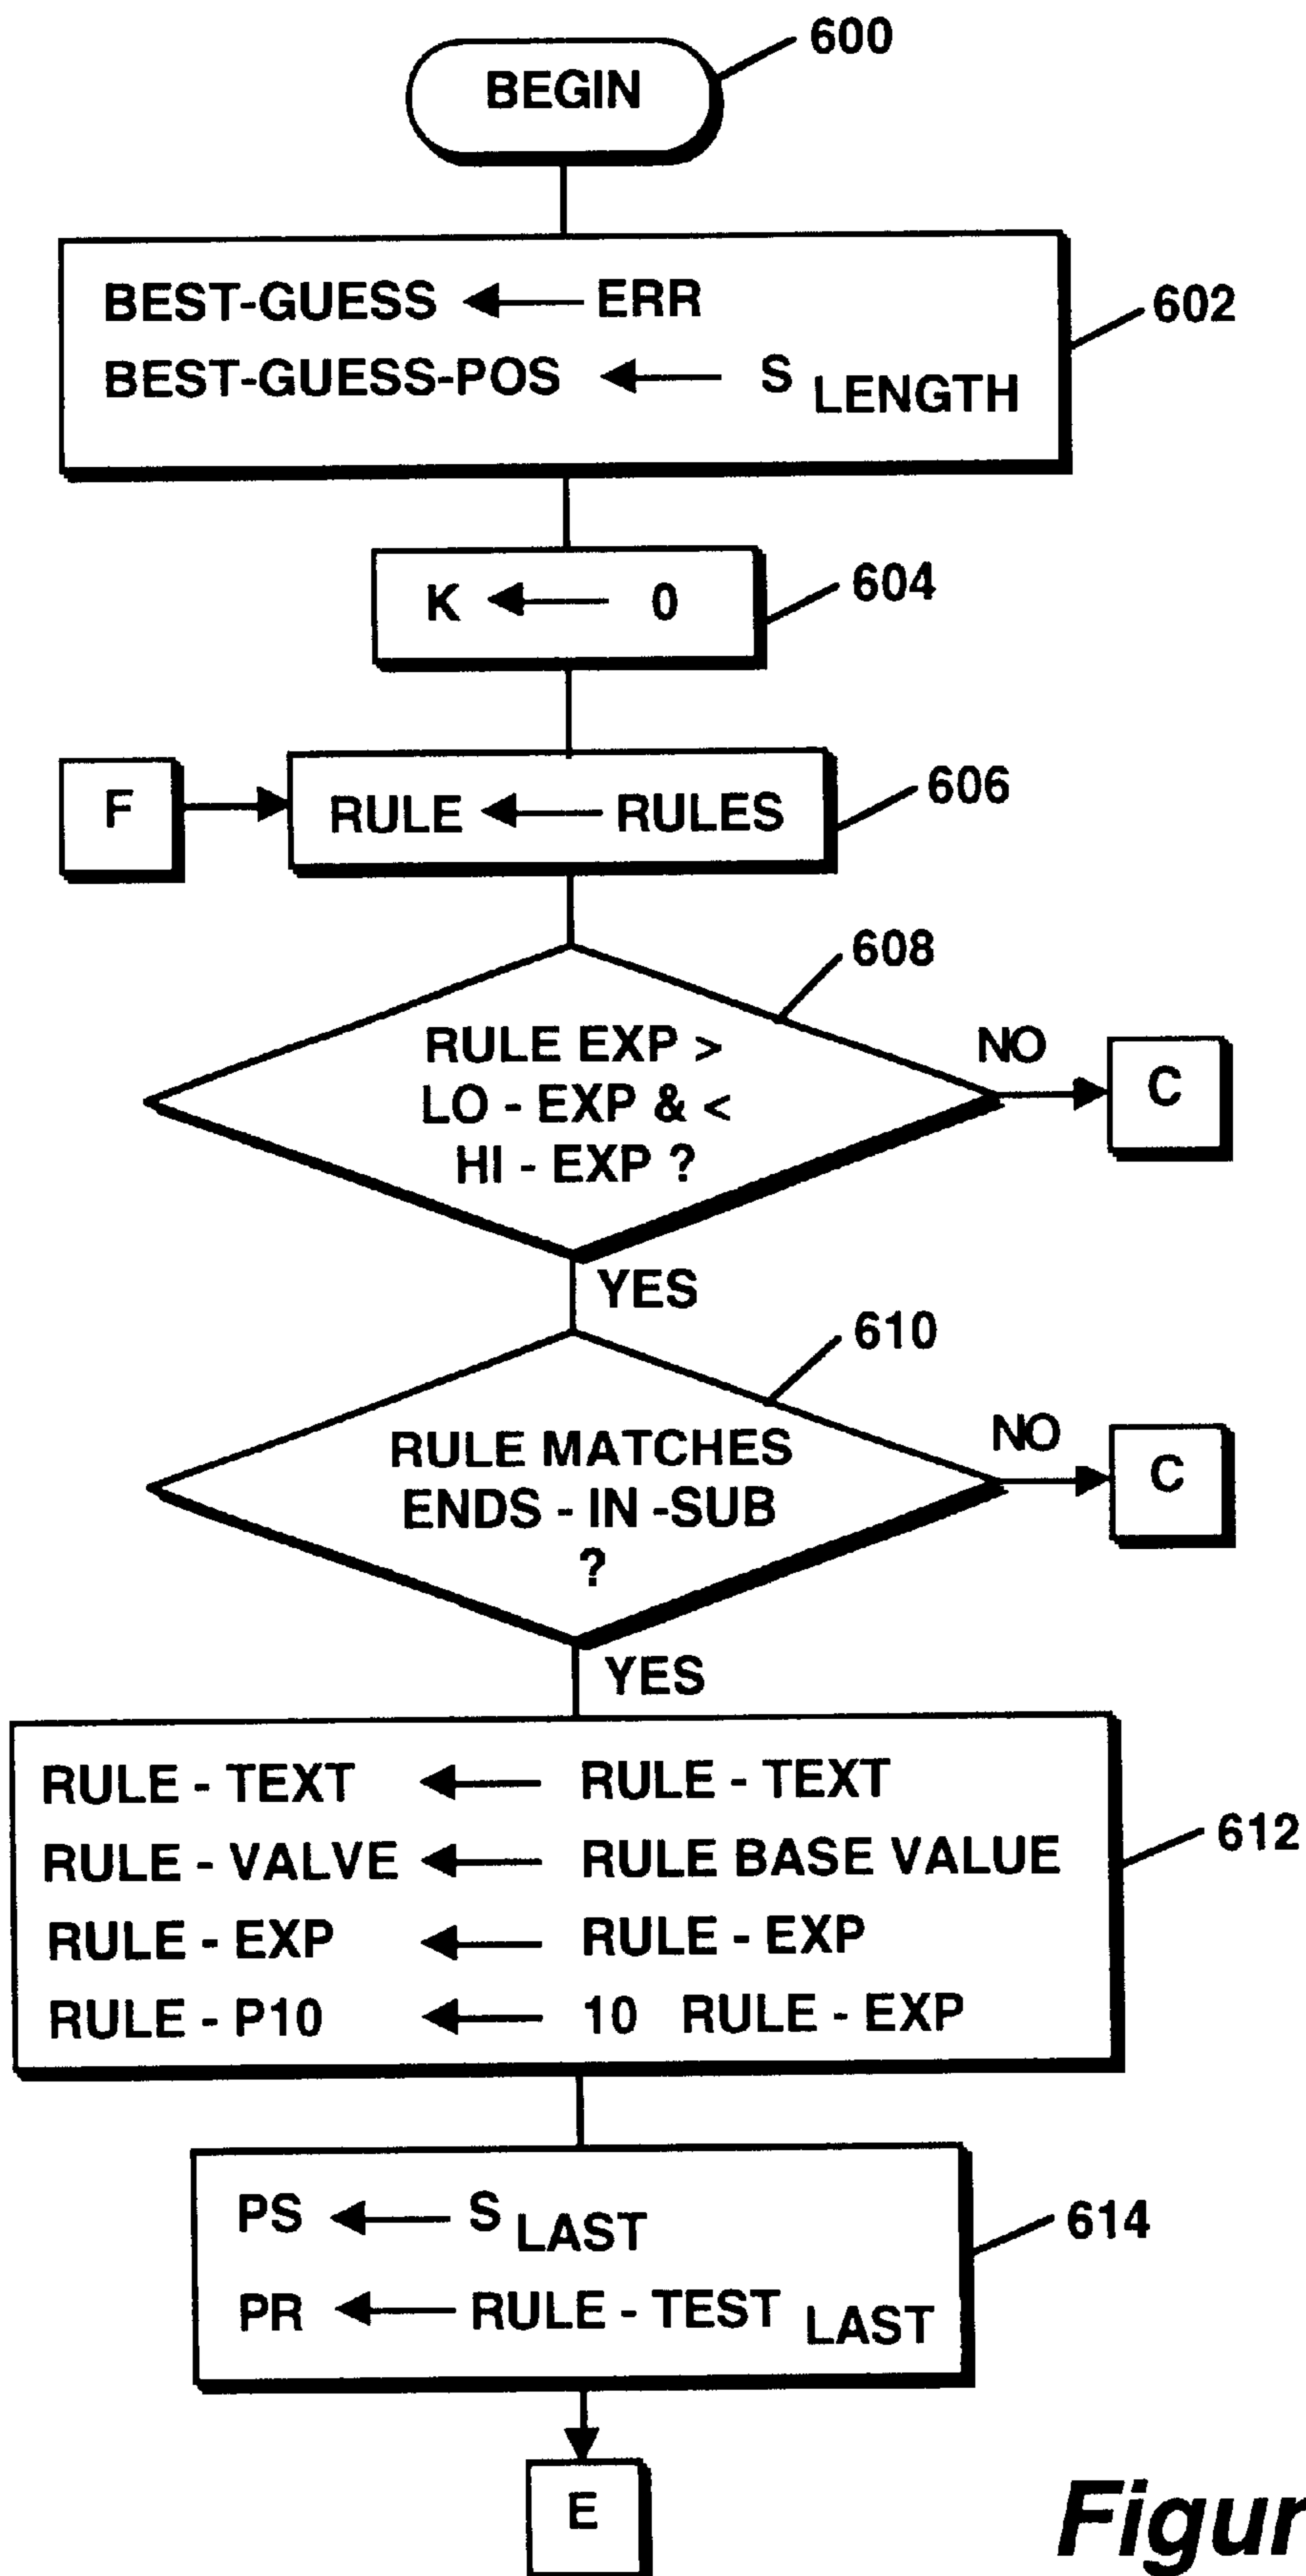 600
BEGIN
BEST-GUESS ← ERR
602
BEST-GUESS-POS ← S LENGTH
K ← 0
604
F
RULE ← RULES
606
608
RULE EXP >
LO - EXP & <
HI - EXP ?
NO
C
YES
610
RULE MATCHES
ENDS - IN -SUB
?
NO
C
YES
RULE - TEXT ← RULE - TEXT
RULE - VALVE ← RULE BASE VALUE
612
RULE - EXP ← RULE - EXP
RULE - P10 ← 10 RULE - EXP
PS ← S LAST
614
PR ← RULE - TEST LAST
E
Figur